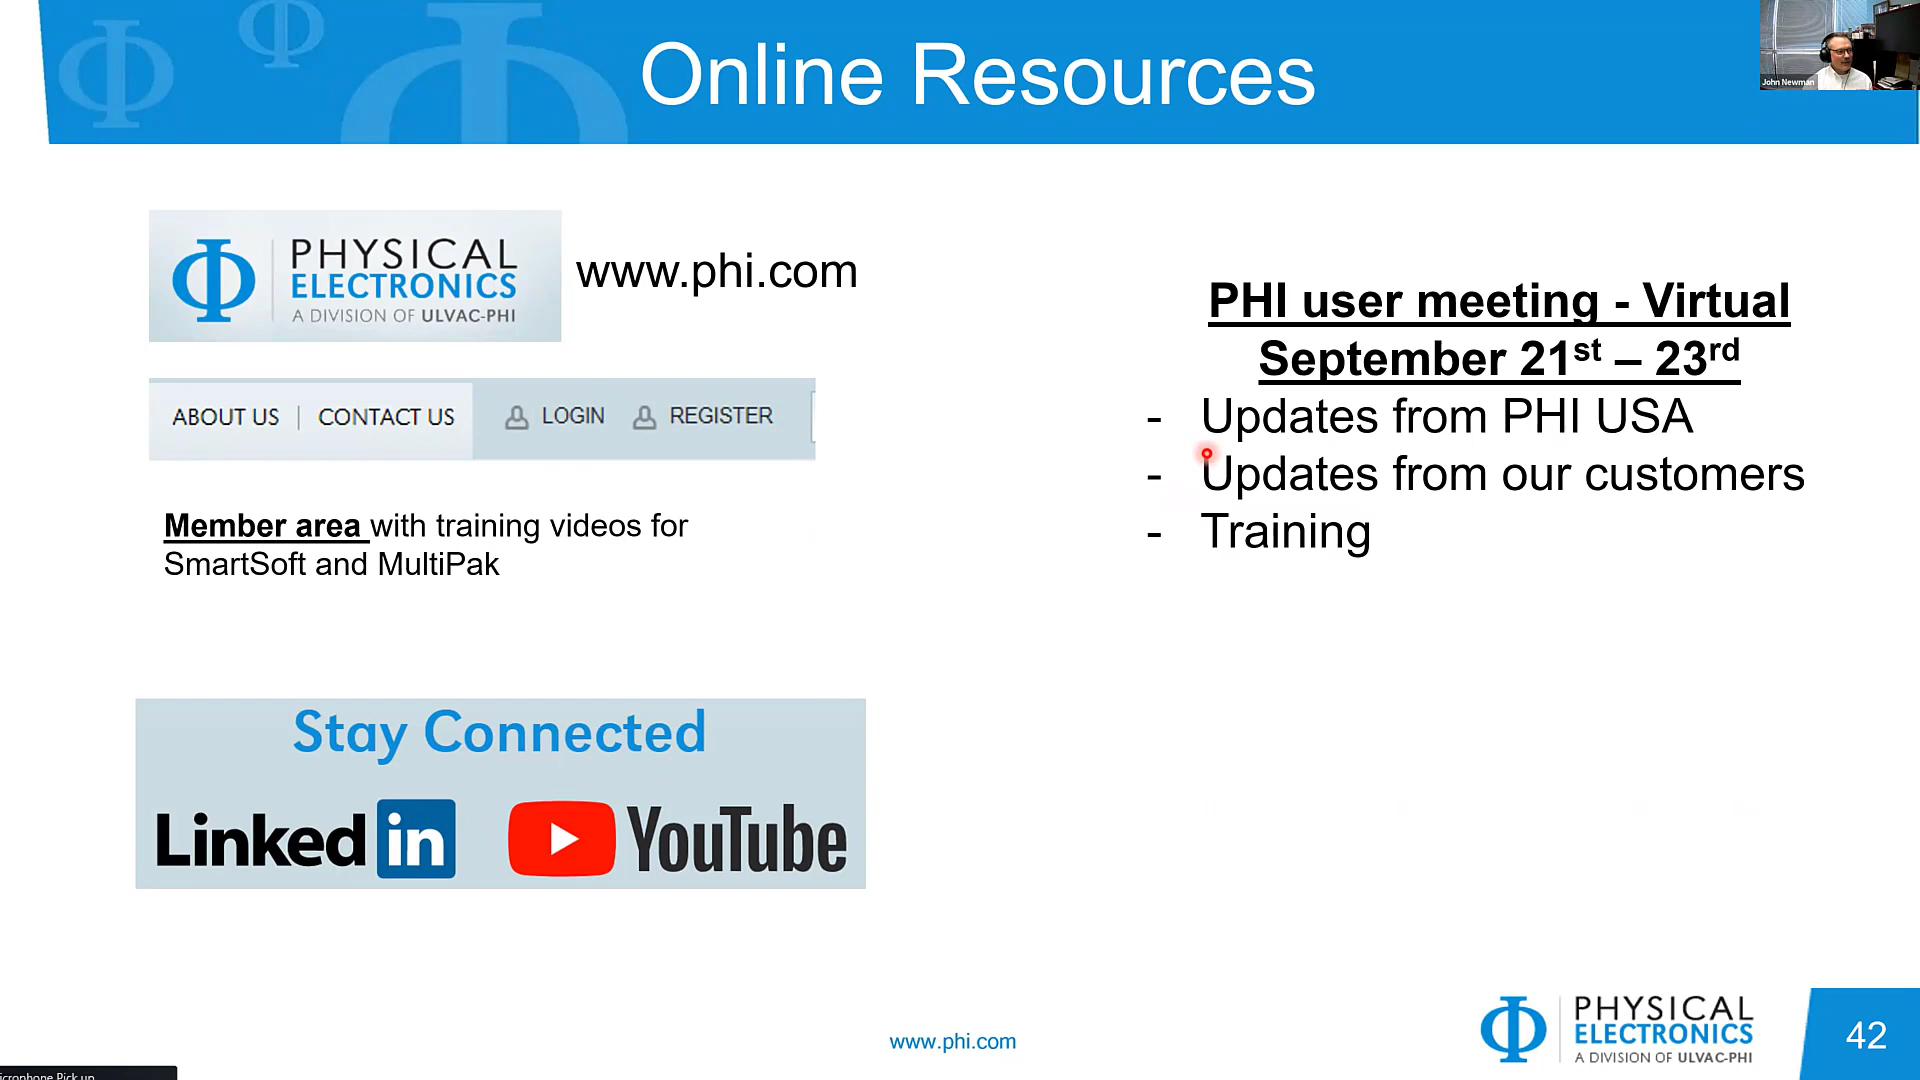 Online Resources
John Newman
PHYSICAL
ELECTRONICS
A DIVISION OF ULVAC-PHI
www.phi.com
ABOUT US | CONTACT US LOGIN REGISTER
Member area with training videos for
SmartSoft and MultiPak
Stay Connected
Linked in YouTube
PHI user meeting - Virtual
September 21st – 23rd
- Updates from PHI USA
- Updates from our customers
- Training
www.phi.com
PHYSICAL
ELECTRONICS
A DIVISION OF ULVAC-PHI
42
Pick up